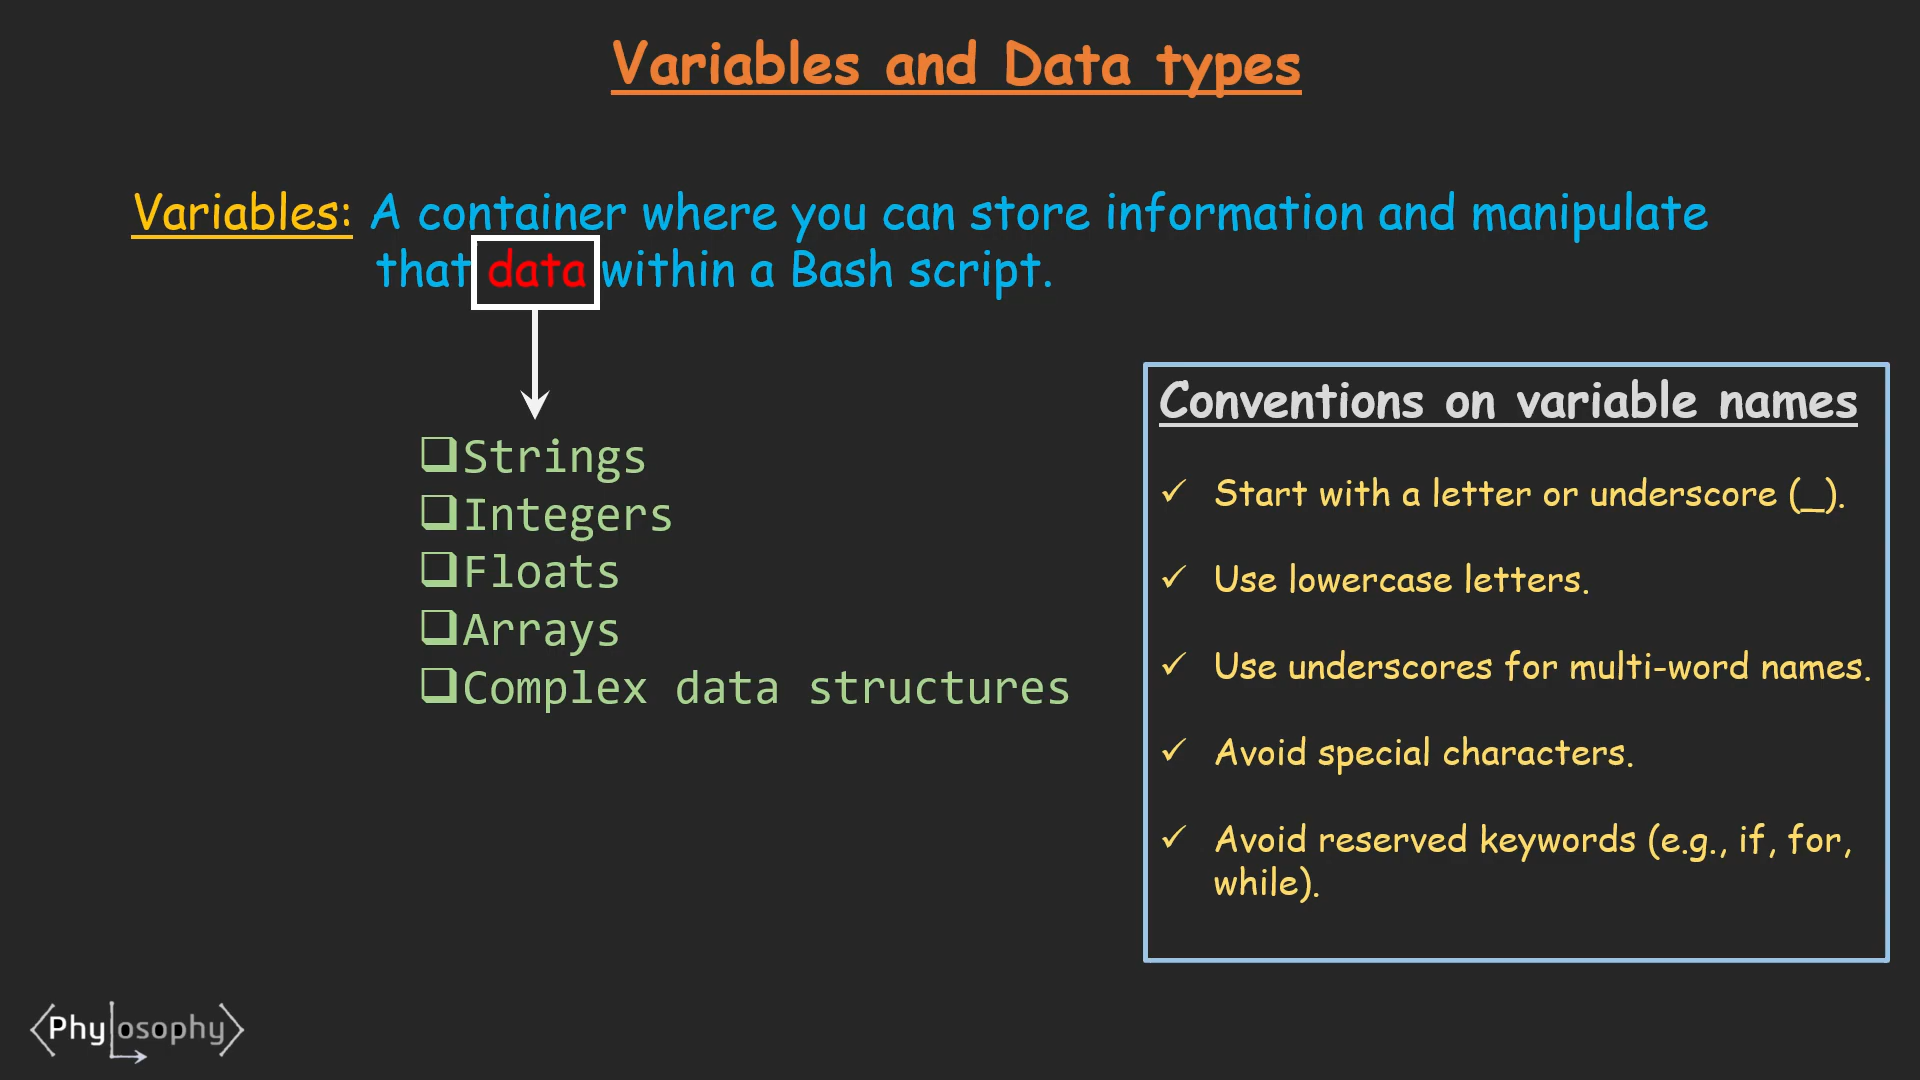 Variables and Data types
Variables: A container where you can store information and manipulate
that data within a Bash script.
Strings
Integers
Floats
Arrays
Complex data structures
Conventions on variable names
Start with a letter or underscore (_).
Use lowercase letters.
Use underscores for multi-word names.
Avoid special characters.
Avoid reserved keywords (e.g., if, for,
while).
Phylosophy